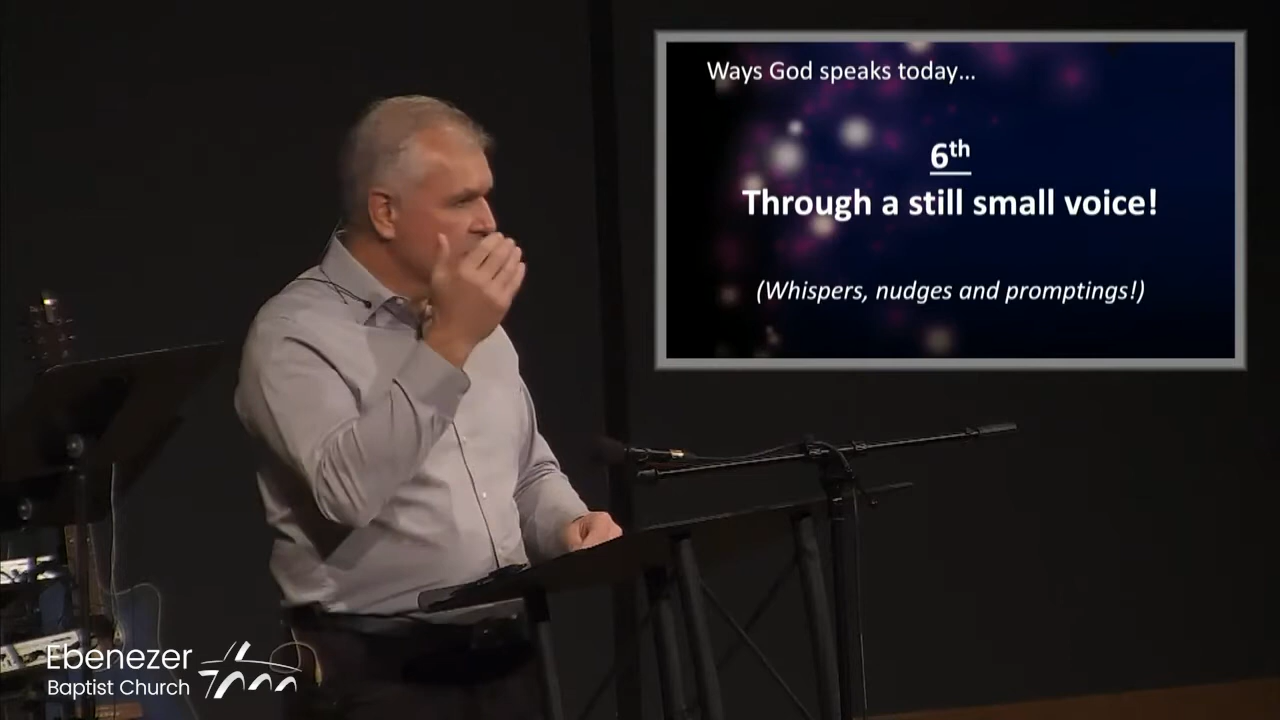 Ways God speaks today...
6th
Through a still small voice!
(Whispers, nudges and promptings!)
Ebenezer
Baptist Church